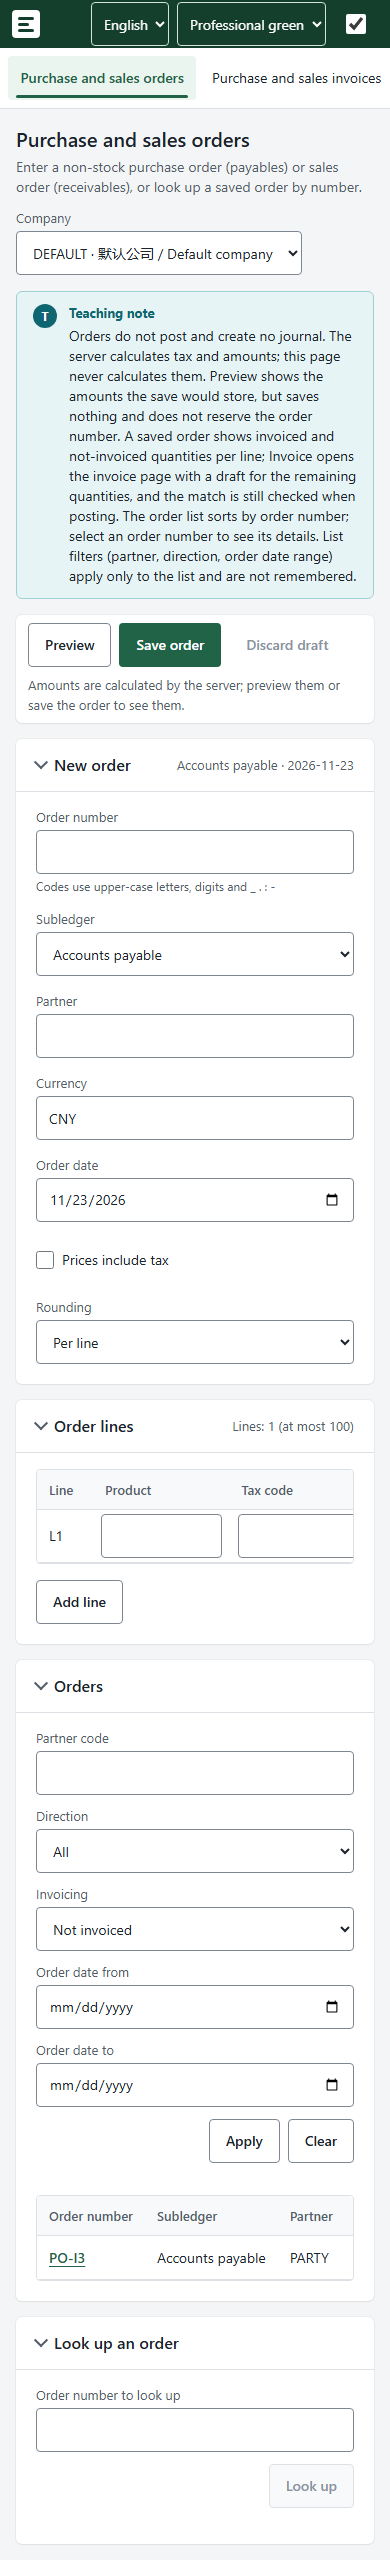 English
Professional green
Purchase and sales orders
Purchase and sales invoices
Purchase and sales orders
Enter a non-stock purchase order (payables) or sales
order (receivables), or look up a saved order by number.
Company
DEFAULT · 默认公司 / Default company
T
Teaching note
Orders do not post and create no journal. The
server calculates tax and amounts; this page
never calculates them. Preview shows the
amounts the save would store, but saves
nothing and does not reserve the order
number. A saved order shows invoiced and
not-invoiced quantities per line; Invoice opens
the invoice page with a draft for the remaining
quantities, and the match is still checked when
posting. The order list sorts by order number;
select an order number to see its details. List
filters (partner, direction, order date range)
apply only to the list and are not remembered.
Preview
Save order
Discard draft
Amounts are calculated by the server; preview them or
save the order to see them.
New order
Accounts payable · 2026-11-23
Order number
Codes use upper-case letters, digits and _ . : -
Subledger
Accounts payable
Partner
Currency
CNY
Order date
11/23/2026
Prices include tax
Rounding
Per line
Order lines
Lines: 1 (at most 100)
Line Product Tax code
L1
Add line
Orders
Partner code
Direction
All
Invoicing
Not invoiced
Order date from
mm/dd/yyyy
Order date to
mm/dd/yyyy
Apply
Clear
Order number Subledger Partner
PO-I3 Accounts payable PARTY
Look up an order
Order number to look up
Look up